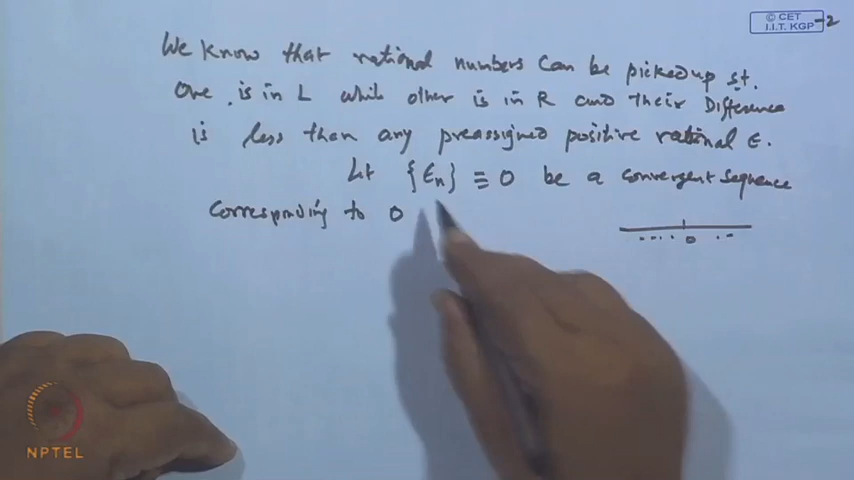 © CET
I.I.T. KGP
-2
We know that rational numbers can be picked up s.t.
One is in L while other is in R and their Difference
is less than any preassigned positive rational ϵ.
Let {ϵn} ≡ 0 be a convergent sequence
Corresponding to 0
0
NPTEL